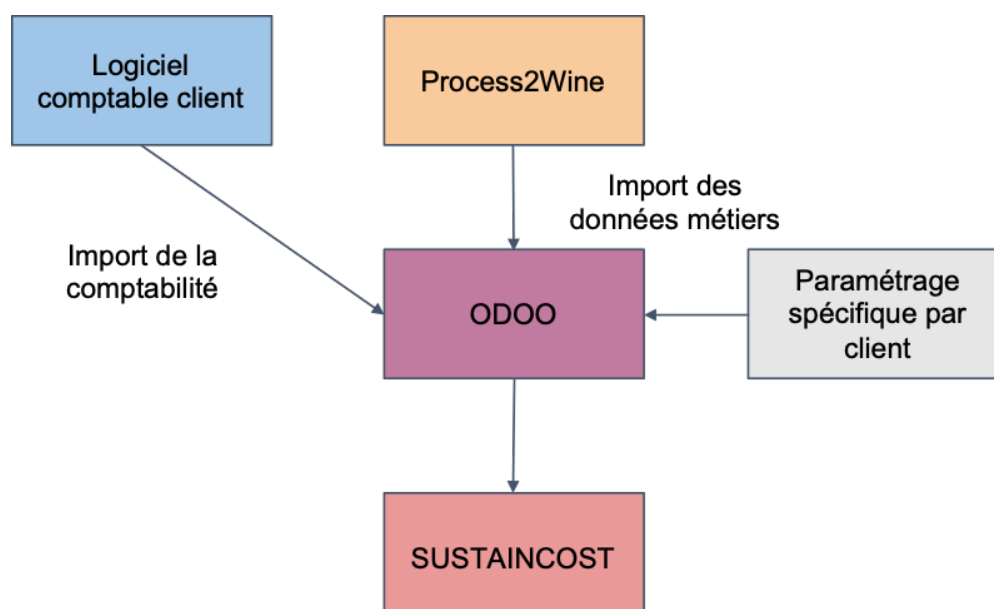 Logiciel
comptable client
Process2Wine
Import des
données métiers
Import de la
comptabilité
ODOO
Paramétrage
spécifique par
client
SUSTAINCOST